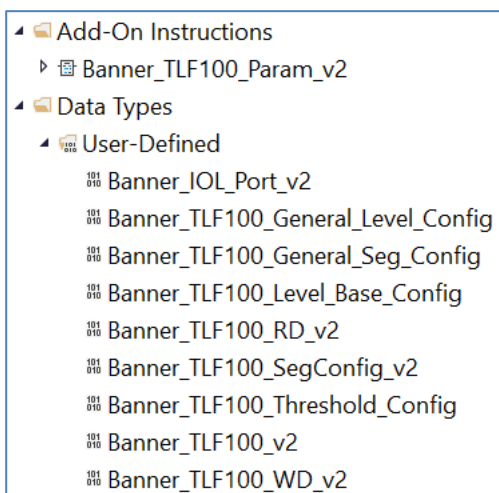 Add-On Instructions
Banner_TLF100_Param_v2
Data Types
User-Defined
Banner_IOL_Port_v2
Banner_TLF100_General_Level_Config
Banner_TLF100_General_Seg_Config
Banner_TLF100_Level_Base_Config
Banner_TLF100_RD_v2
Banner_TLF100_SegConfig_v2
Banner_TLF100_Threshold_Config
Banner_TLF100_v2
Banner_TLF100_WD_v2